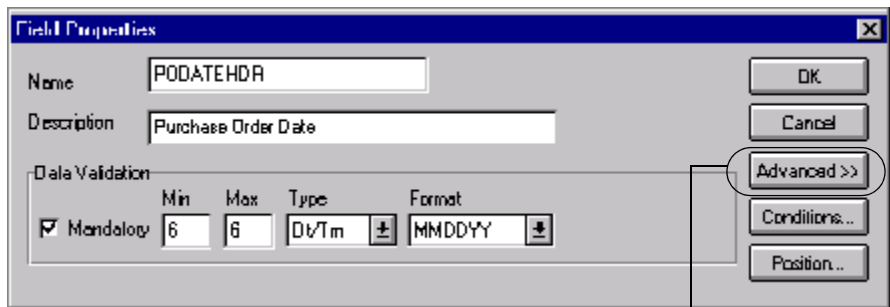 Field Properties
Name PODATEHDR
OK
Description Purchase Order Date
Cancel
Data Validation
Advanced >>
Min Max Type Format
Mandatory 6 6 Dt/Tm MMDDYY
Conditions...
Position...